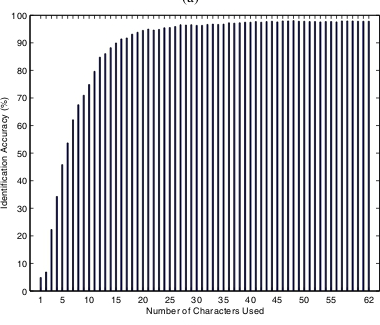 (a)
100
90
80
70
60
50
40
30
20
10
0
Identification Accuracy (%)
1 5 10 15 20 25 30 35 40 45 50 55 62
Number of Characters Used